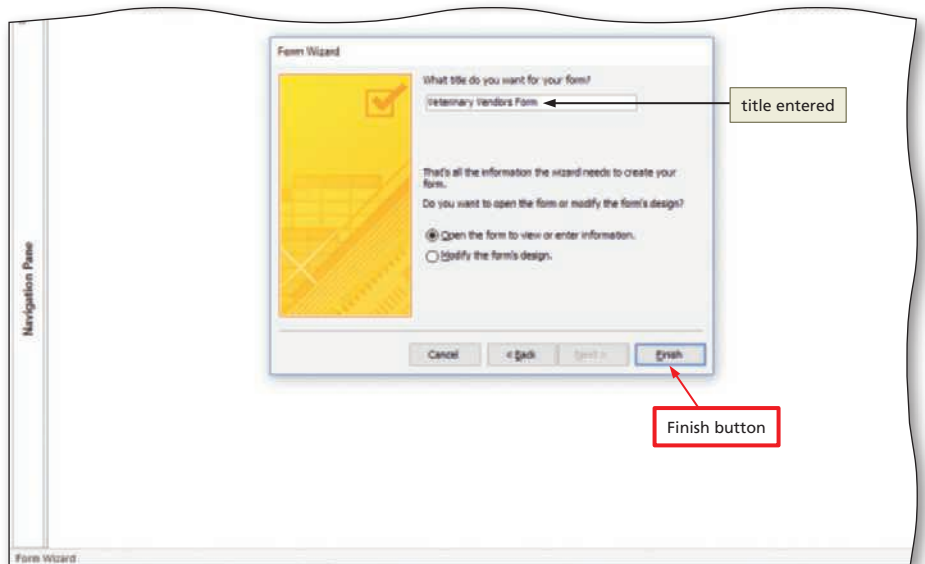 Form Wizard
What title do you want for your form?
Veterinary Vendors Form
title entered
That's all the information the wizard needs to create your
form.
Do you want to open the form or modify the form's design?
Open the form to view or enter information.
Modify the form's design.
Navigation Pane
Cancel
< Back
Next >
Finish
Finish button
Form Wizard